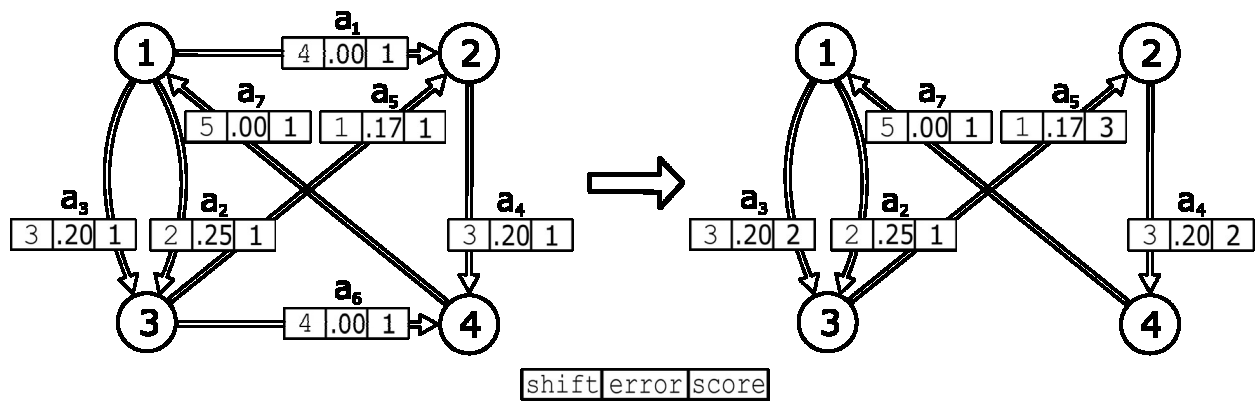 a1
1 4 .00 1 2
a7 a5
5 .00 1 1 .17 1
a3 a2 a4
3 .20 1 2 .25 1 3 .20 1
a6
3 4 .00 1 4
1 2
a7 a5
5 .00 1 1 .17 3
a3 a2 a4
3 .20 2 2 .25 1 3 .20 2
3 4
shift error score